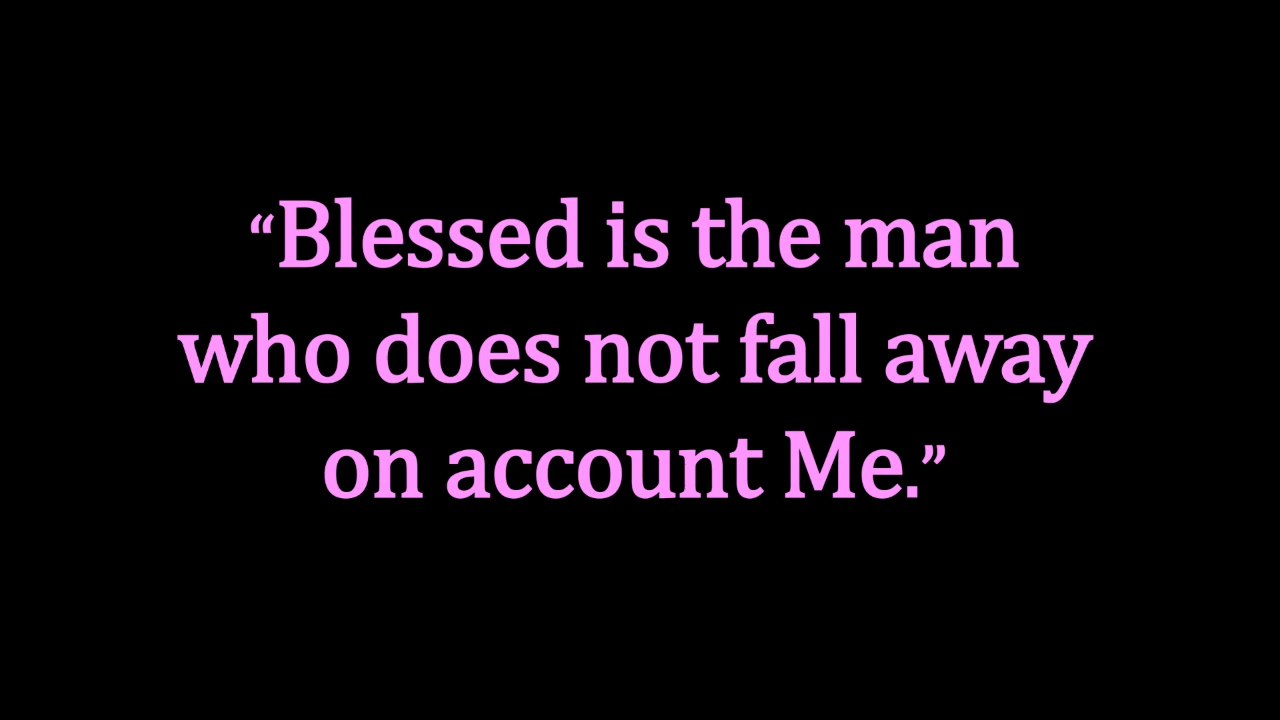 “Blessed is the man
who does not fall away
on account Me.”